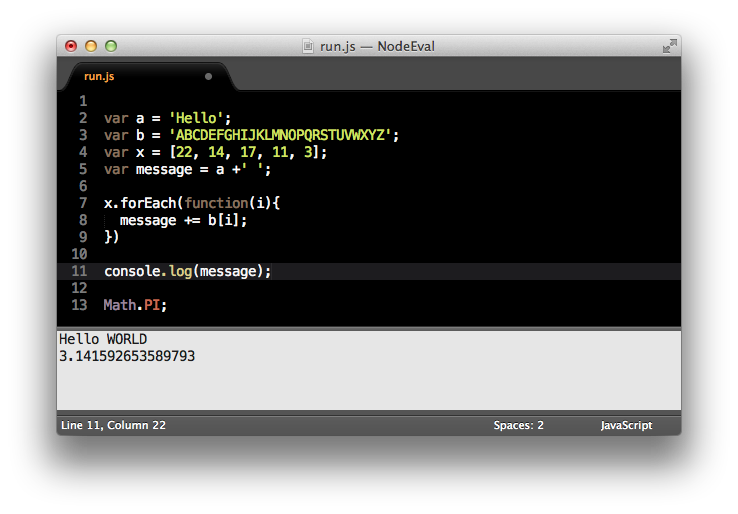 run.js — NodeEval
run.js
1
2 var a = 'Hello';
3 var b = 'ABCDEFGHIJKLMNOPQRSTUVWXYZ';
4 var x = [22, 14, 17, 11, 3];
5 var message = a +' ';
6
7 x.forEach(function(i){
8   message += b[i];
9 })
10
11 console.log(message);
12
13 Math.PI;
Hello WORLD
3.141592653589793
Line 11, Column 22 Spaces: 2 JavaScript